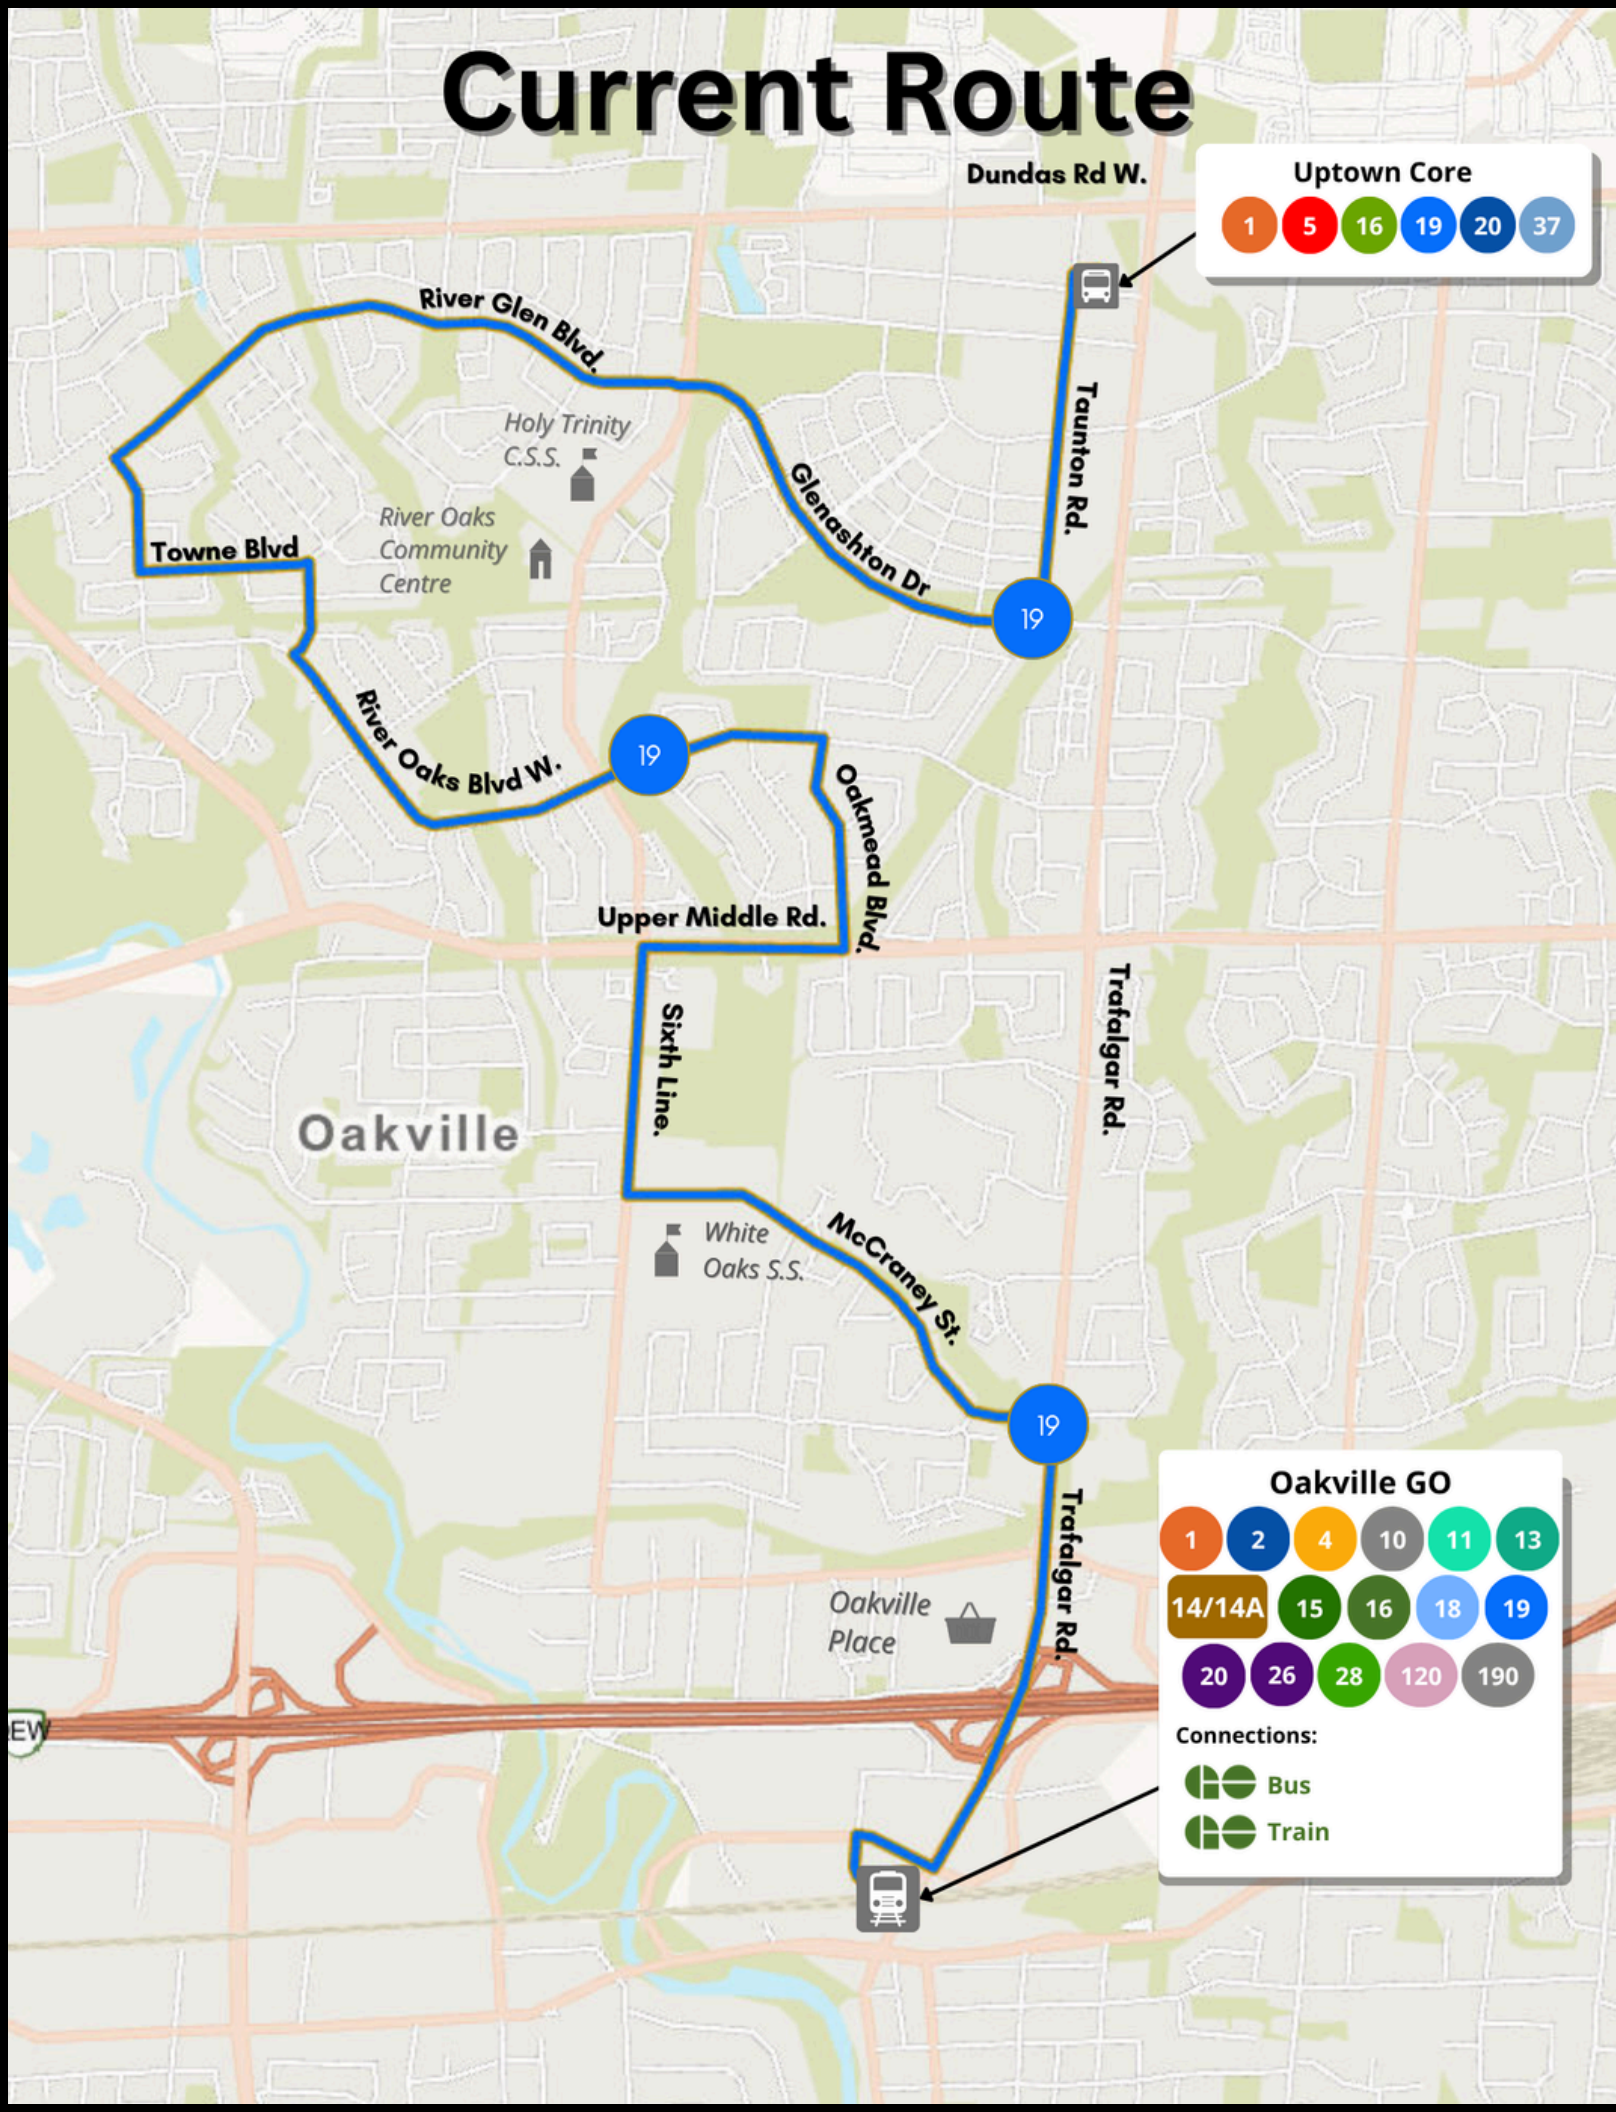 Current Route
Dundas Rd W.
Uptown Core
1 5 16 19 20 37
River Glen Blvd.
Taunton Rd.
Holy Trinity
C.S.S.
Glenashton Dr
River Oaks
Community
Centre
Towne Blvd
19
River Oaks Blvd W.
19
Oakmead Blvd.
Upper Middle Rd.
Trafalgar Rd.
Sixth Line.
Oakville
White
Oaks S.S.
McCraney St.
19
Oakville GO
1 2 4 10 11 13
14/14A 15 16 18 19
20 26 28 120 190
Connections:
Bus
Train
Trafalgar Rd.
Oakville
Place
EW